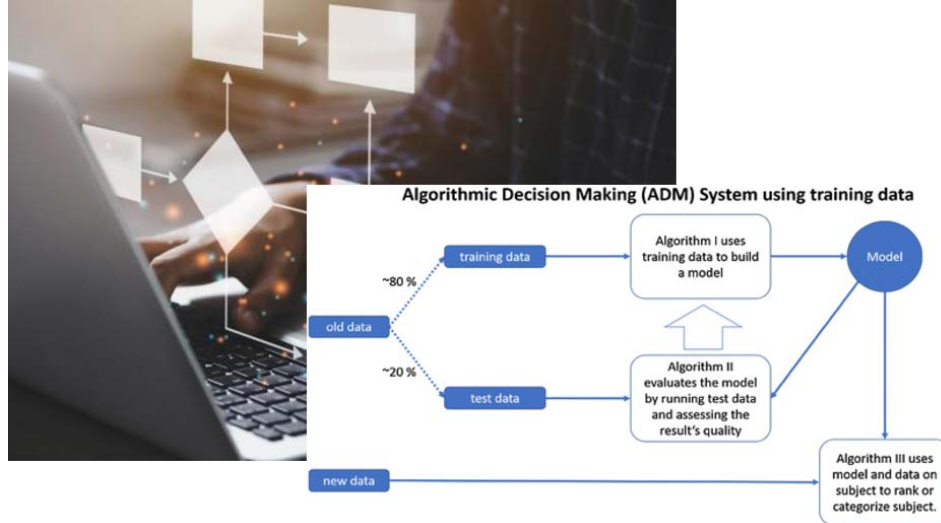 Algorithmic Decision Making (ADM) System using training data
training data
Algorithm I uses
training data to build
a model
Model
~80 %
old data
~20 %
test data
Algorithm II
evaluates the model
by running test data
and assessing the
result's quality
new data
Algorithm III uses
model and data on
subject to rank or
categorize subject.